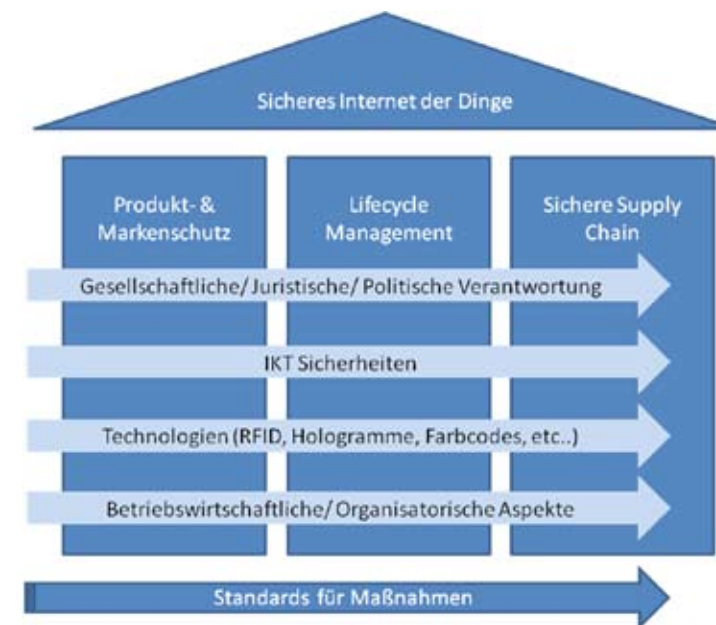 Sicheres Internet der Dinge
Produkt- &
Markenschutz
Lifecycle
Management
Sichere Supply
Chain
Gesellschaftliche/ Juristische/ Politische Verantwortung
IKT Sicherheiten
Technologien (RFID, Hologramme, Farbcodes, etc..)
Betriebswirtschaftliche/ Organisatorische Aspekte
Standards für Maßnahmen